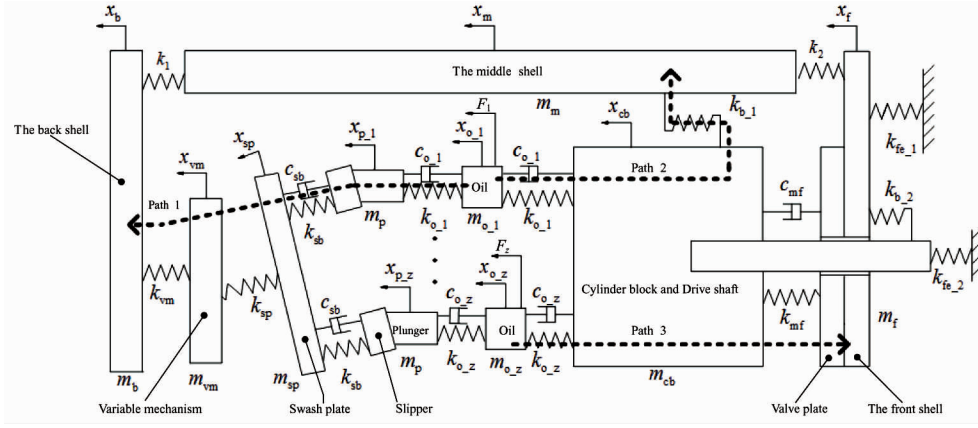 x_b
x_m
x_f
k_1
The middle shell
k_2
m_m
k_b_1
The back shell
x_sp
x_p_1
F_1
x_o_1
x_cb
k_fe_1
x_vm
c_sb
c_o_1
c_o_1
Path 1
Oil
Path 2
c_mf
k_b_2
k_sb
m_p
k_o_1
m_o_1
k_o_1
k_vm
k_sp
x_p_z
F_z
x_o_z
c_sb
c_o_z
c_o_z
Cylinder block and Drive shaft
k_fe_2
Plunger
Oil
Path 3
k_mf
m_f
m_b
m_vm
m_sp
k_sb
m_p
k_o_z
m_o_z
k_o_z
m_cb
Variable mechanism
Swash plate
Slipper
Valve plate
The front shell